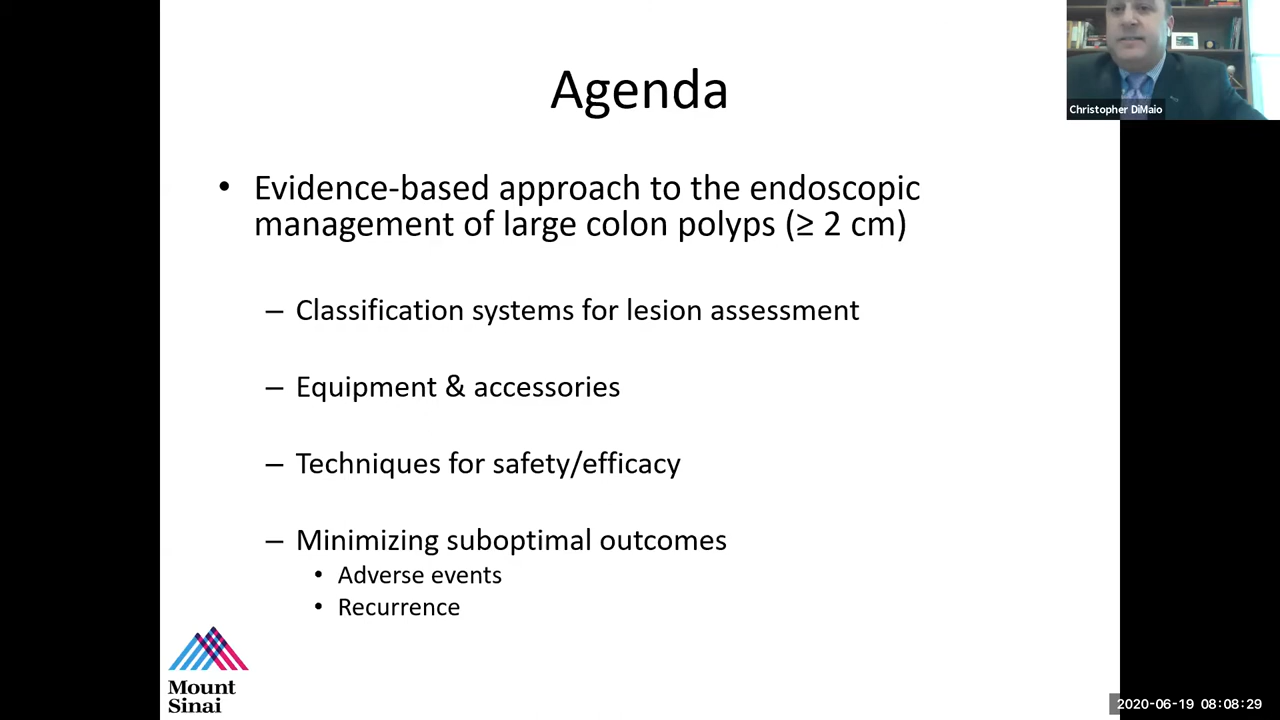 Agenda
Christopher DiMaio
• Evidence-based approach to the endoscopic
management of large colon polyps (≥ 2 cm)
– Classification systems for lesion assessment
– Equipment & accessories
– Techniques for safety/efficacy
– Minimizing suboptimal outcomes
• Adverse events
• Recurrence
Mount
Sinai
2020-06-19 08:08:29